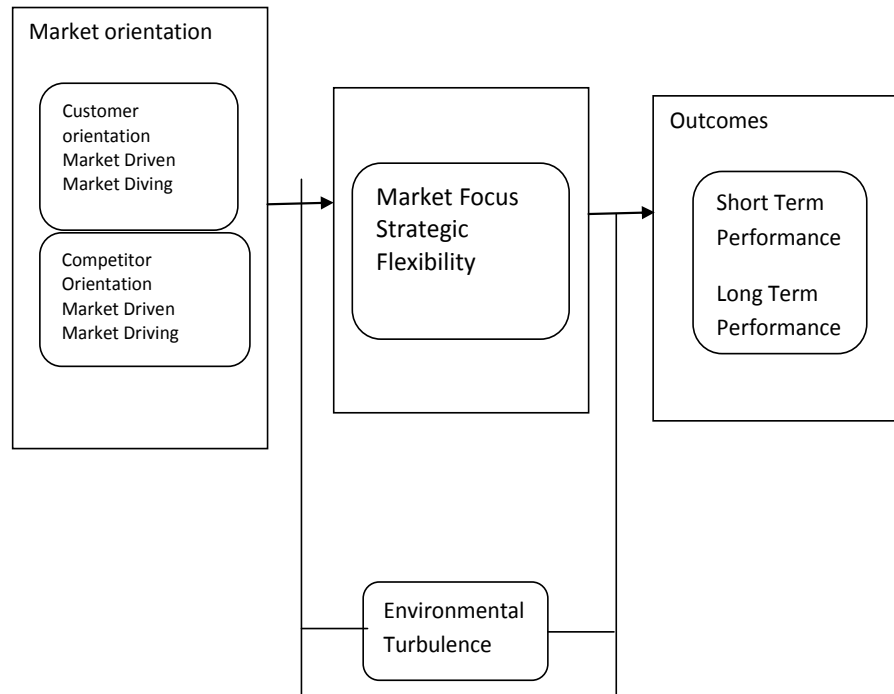 Market orientation
Customer
orientation
Market Driven
Market Diving
Competitor
Orientation
Market Driven
Market Driving
Market Focus
Strategic
Flexibility
Outcomes
Short Term
Performance
Long Term
Performance
Environmental
Turbulence